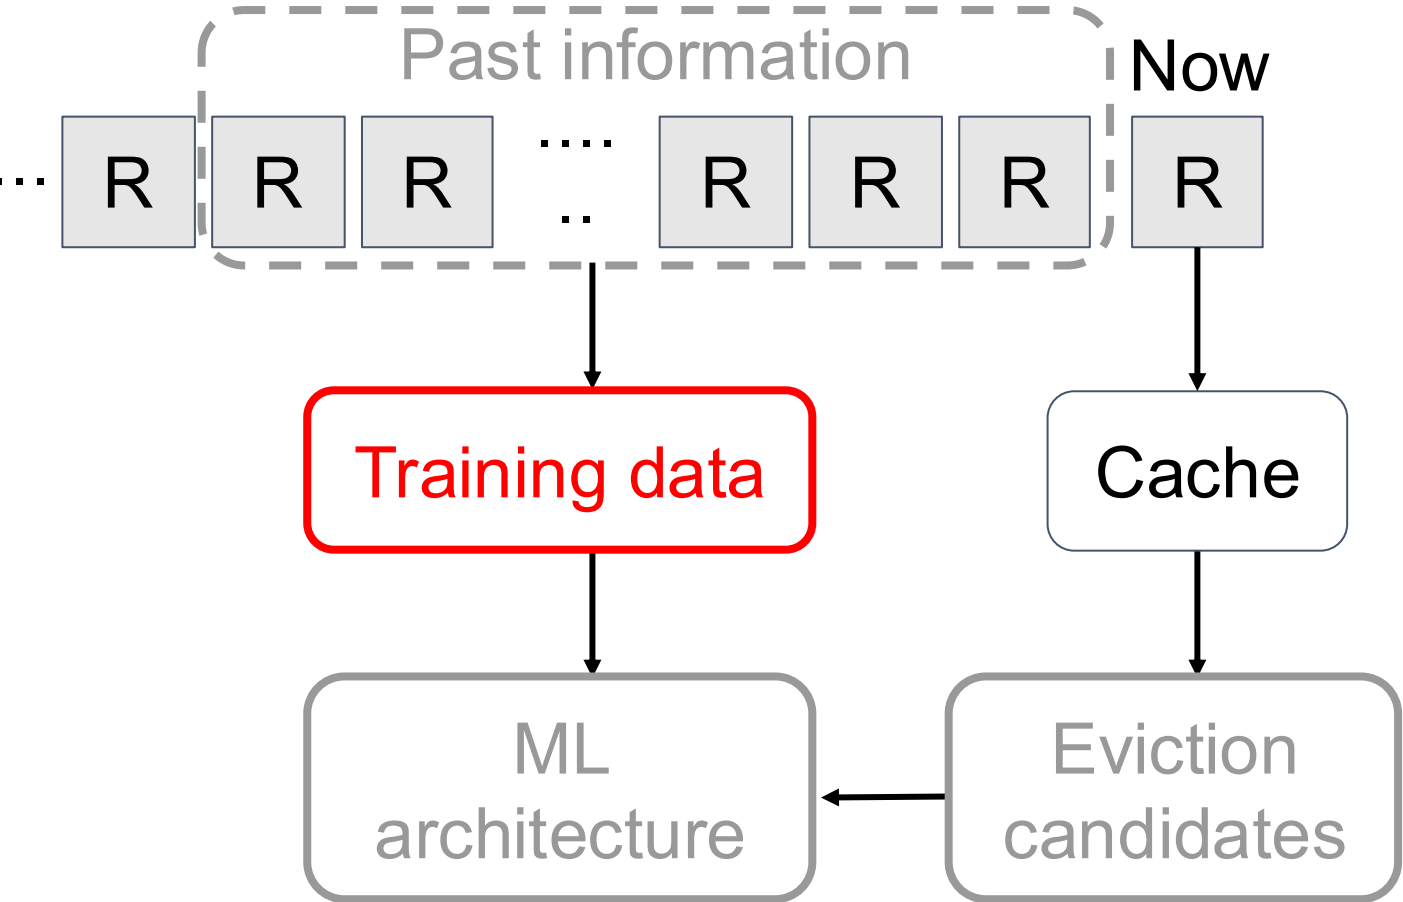 Past information
Now
... R R R ...... R R R R
Training data
Cache
ML
architecture
Eviction
candidates